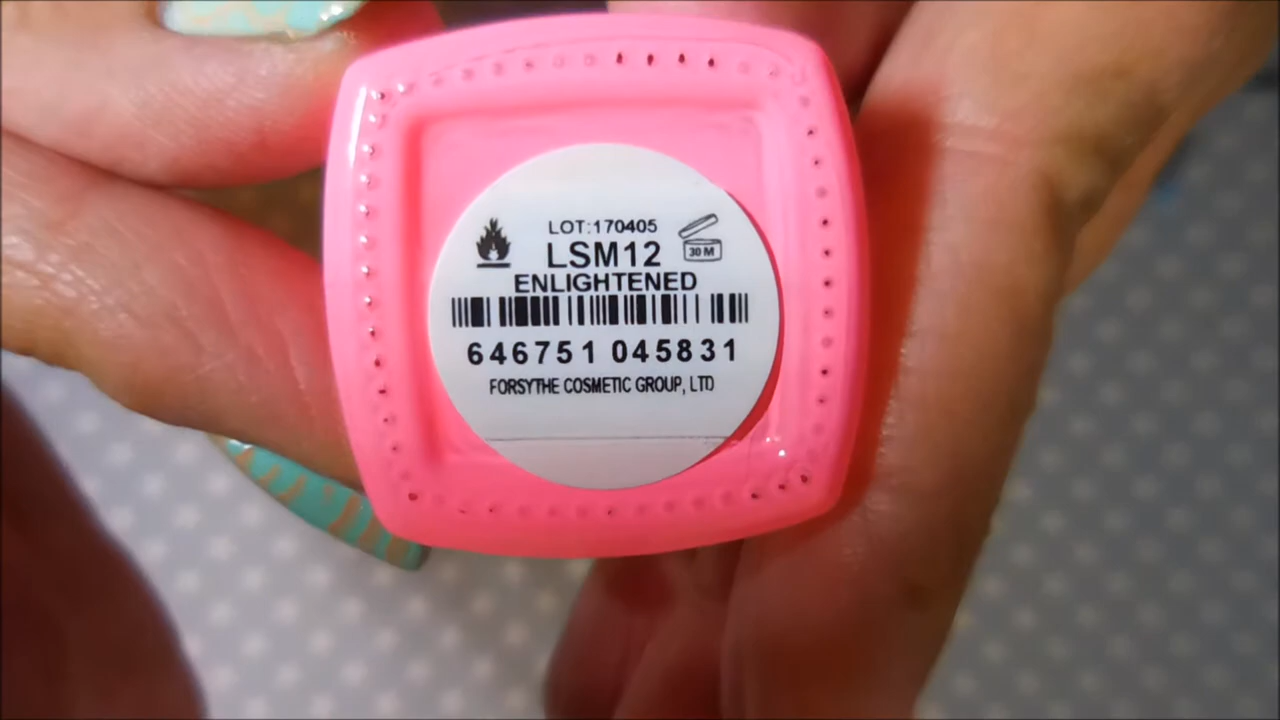 LOT:170405
30 M
LSM12
ENLIGHTENED
646751 045831
FORSYTHE COSMETIC GROUP, LTD